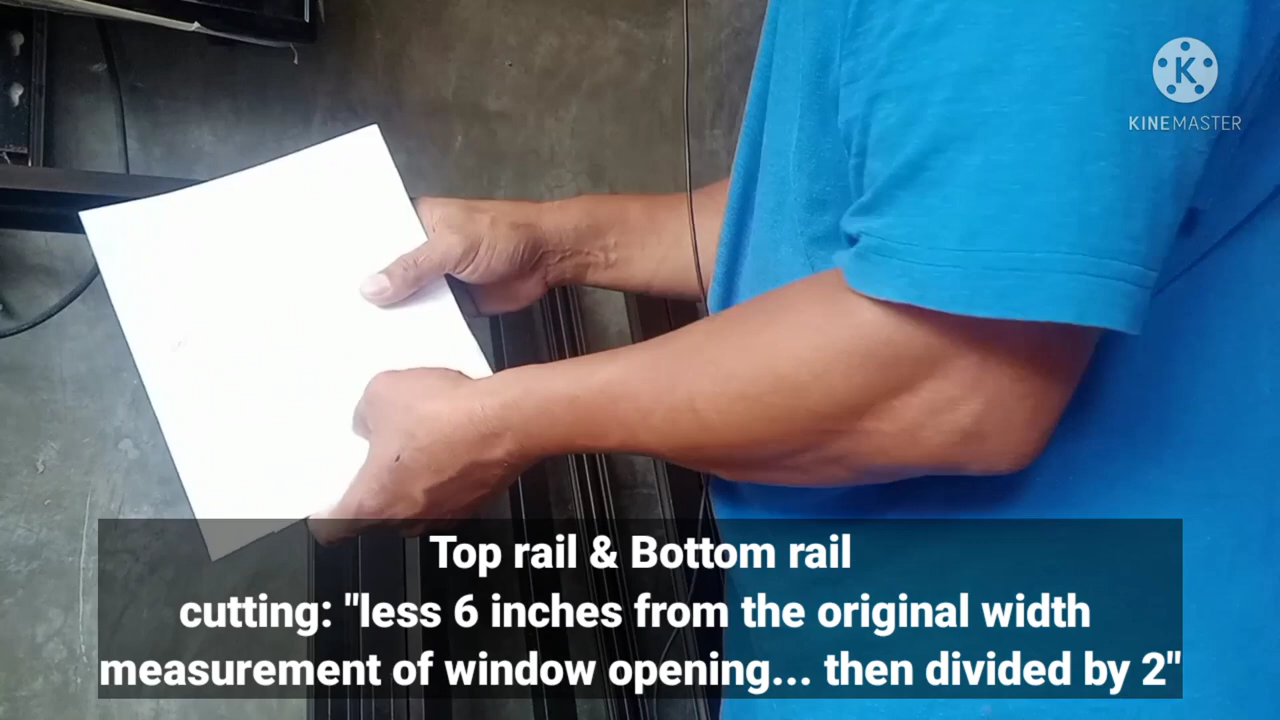 K
KINEMASTER
Top rail & Bottom rail
cutting: "less 6 inches from the original width
measurement of window opening... then divided by 2"